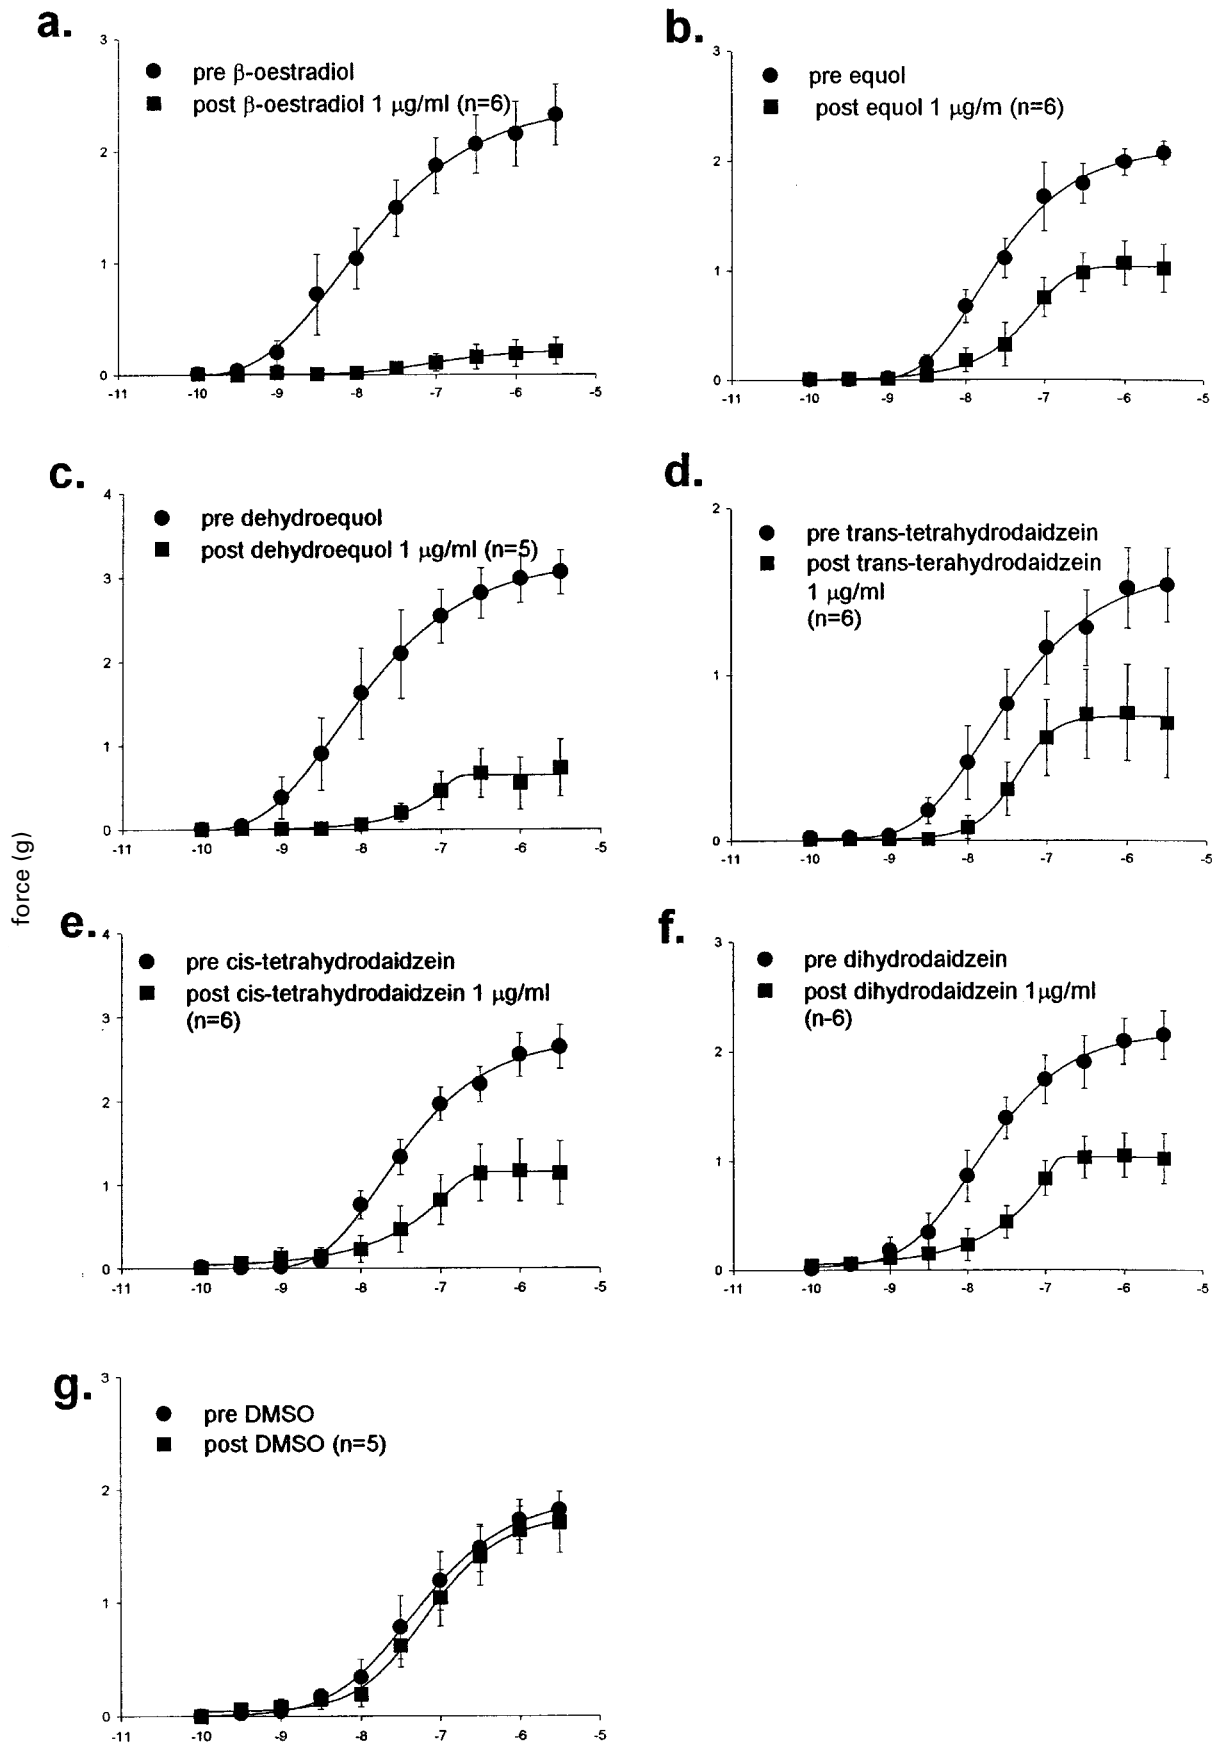 a.
3
pre β-oestradiol
post β-oestradiol 1 μg/ml (n=6)
2
1
0
-11 -10 -9 -8 -7 -6 -5
b.
3
pre equol
post equol 1 μg/m (n=6)
2
1
0
-11 -10 -9 -8 -7 -6 -5
c.
4
pre dehydroequol
post dehydroequol 1 μg/ml (n=5)
3
2
1
0
-11 -10 -9 -8 -7 -6 -5
d.
2
pre trans-tetrahydrodaidzein
post trans-terahydrodaidzein
1 μg/ml
(n=6)
1
0
-11 -10 -9 -8 -7 -6 -5
force (g)
e.
4
pre cis-tetrahydrodaidzein
post cis-tetrahydrodaidzein 1 μg/ml
(n=6)
3
2
1
0
-11 -10 -9 -8 -7 -6 -5
f.
3
pre dihydrodaidzein
post dihydrodaidzein 1μg/ml
(n-6)
2
1
0
-11 -10 -9 -8 -7 -6 -5
g.
3
pre DMSO
post DMSO (n=5)
2
1
0
-11 -10 -9 -8 -7 -6 -5